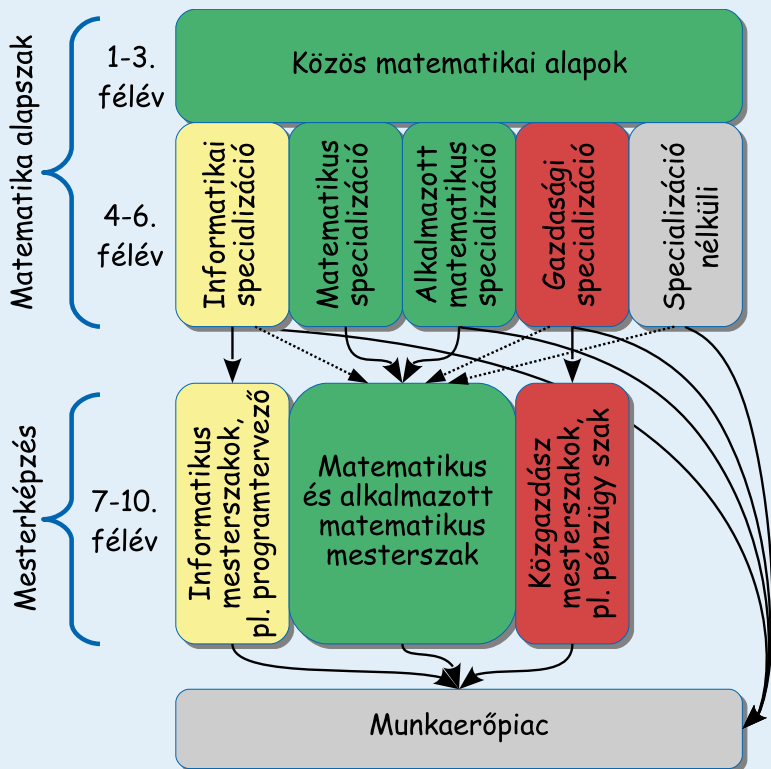 Matematika alapszak
1-3.
félév
Közös matematikai alapok
4-6.
félév
Informatikai
specializáció
Matematikus
specializáció
Alkalmazott
matematikus
specializáció
Gazdasági
specializáció
Specializáció
nélküli
Mesterképzés
7-10.
félév
Informatikus
mesterszakok,
pl. programtervező
Matematikus
és alkalmazott
matematikus
mesterszak
Közgazdász
mesterszakok,
pl. pénzügy szak
Munkaerőpiac